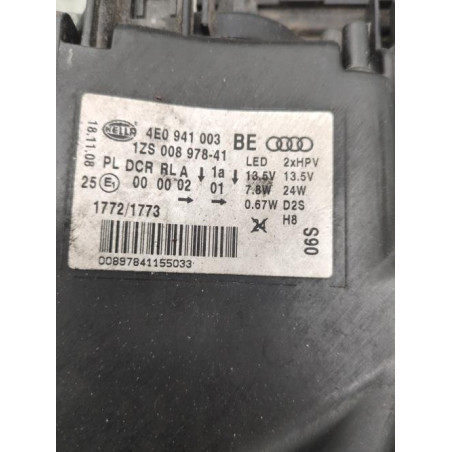 HELLA 4E0 941 003 BE
18.11.08 1ZS 008 978-41 LED 2xHPV
PL DCR RL A ↓ 1a ↓ 13.5V 13.5V
25 E1 00 00 02 01 7.8W 24W
→ → 0.67W D2S
1772/1773 24 H8
S90
00897841155033